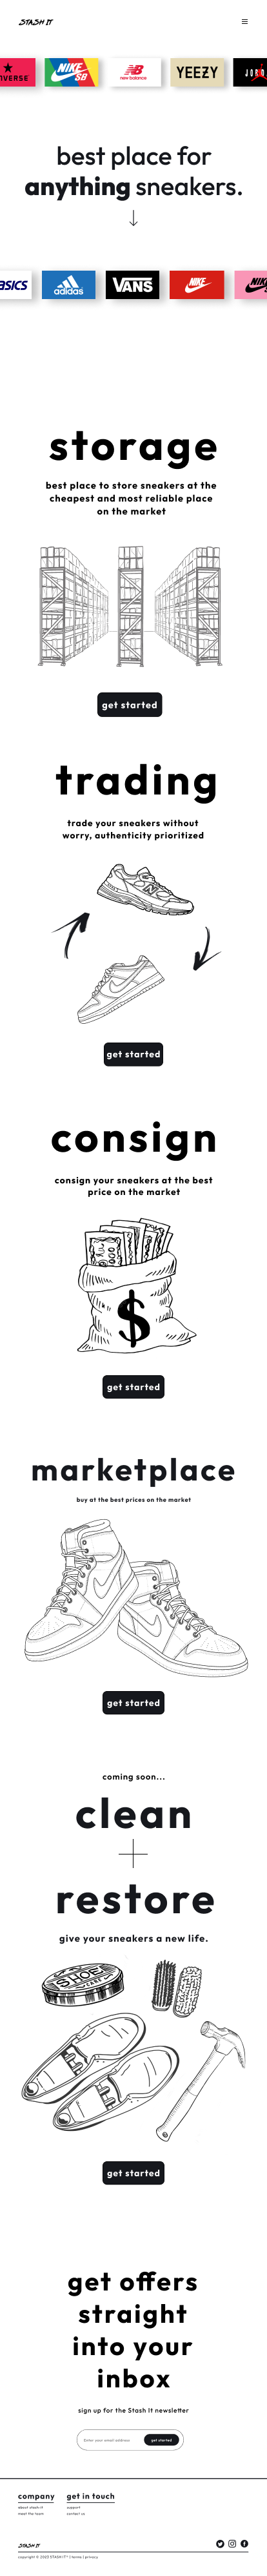 STASH IT
NVERSE
NIKE
SB
new balance
YEEZY
JORD
best place for
anything sneakers.
asics
adidas
VANS
NIKE
NIKE
storage
best place to store sneakers at the
cheapest and most reliable place
on the market
get started
trading
trade your sneakers without
worry, authenticity prioritized
N
get started
consign
consign your sneakers at the best
price on the market
$
get started
marketplace
buy at the best prices on the market
get started
coming soon...
clean
restore
give your sneakers a new life.
SHOE
CARE
get started
get offers
straight
into your
inbox
sign up for the Stash It newsletter
Enter your email address
get started
company
get in touch
about stash it
support
meet the team
contact us
STASH IT
copyright © 2023 STASH IT™ | terms | privacy